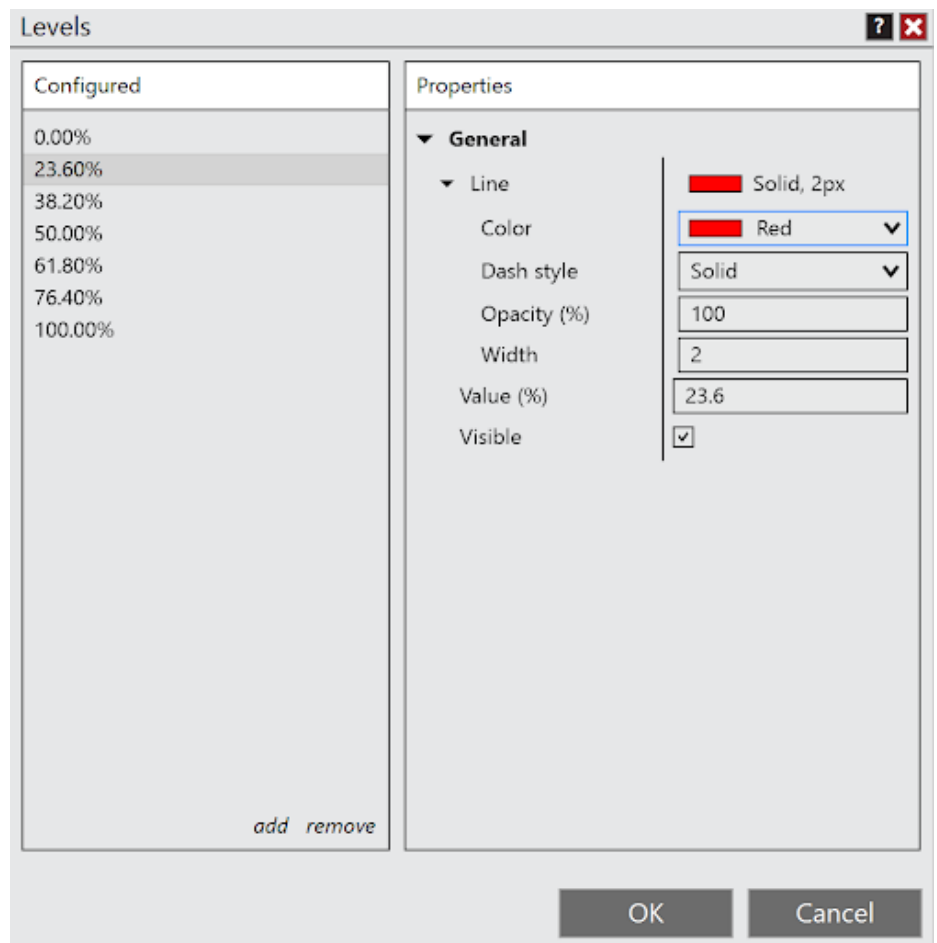 Levels ?
Configured
0.00%
23.60%
38.20%
50.00%
61.80%
76.40%
100.00%
add remove
Properties
General
Line Solid, 2px
Color Red
Dash style Solid
Opacity (%) 100
Width 2
Value (%) 23.6
Visible
OK Cancel